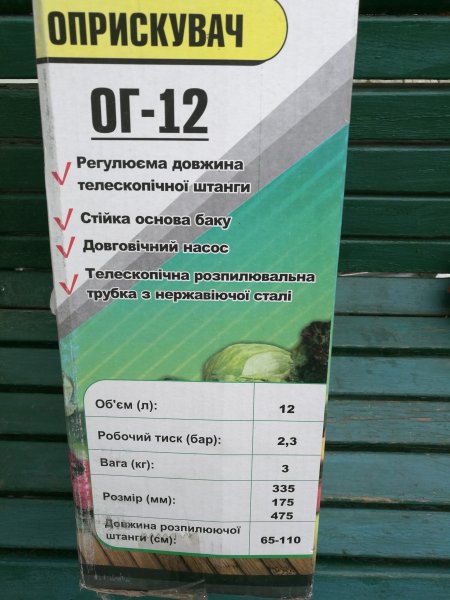 ОПРИСКУВАЧ
ОГ-12
Регулюєма довжина
телескопічної штанги
Стійка основа баку
Довговічний насос
Телескопічна розпилювальна
трубка з нержавіючої сталі
Об'єм (л): 12
Робочий тиск (бар): 2,3
Вага (кг): 3
335
Розмір (мм): 175
475
Довжина розпилюючої
штанги (см): 65-110